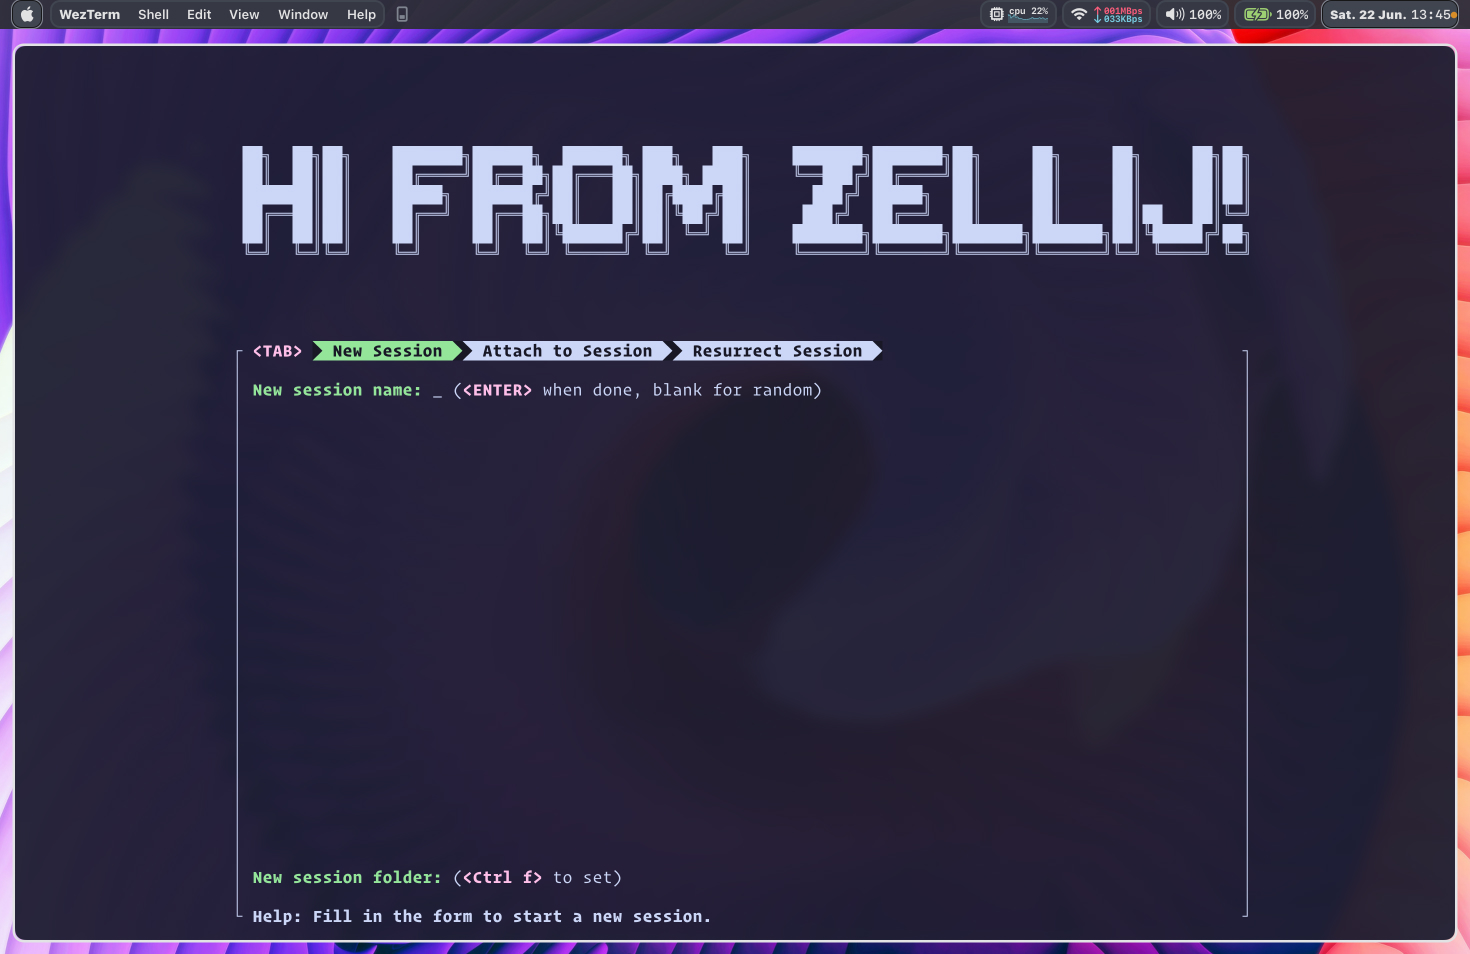 WezTerm Shell Edit View Window Help cpu 22% 001MBps 033KBps 100% 100% Sat. 22 Jun. 13:45
HI FROM ZELLIJ!
<TAB> New Session Attach to Session Resurrect Session
New session name: _ (<ENTER> when done, blank for random)
New session folder: (<Ctrl f> to set)
Help: Fill in the form to start a new session.